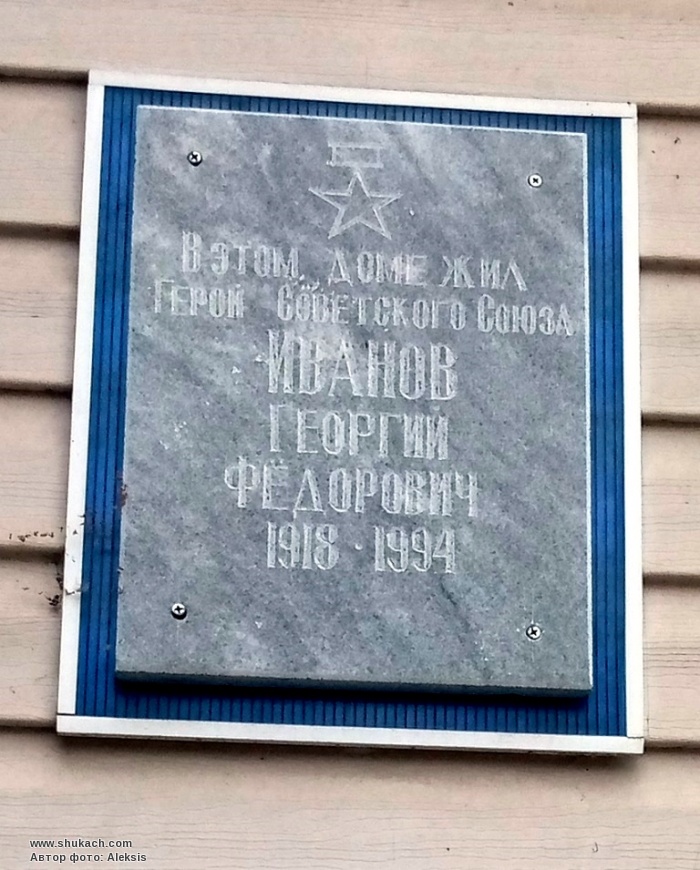 В ЭТОМ ДОМЕ ЖИЛ
ГЕРОЙ СОВЕТСКОГО СОЮЗА
ИВАНОВ
ГЕОРГИЙ
ФЁДОРОВИЧ
1918 · 1994
www.shukach.com
Автор фото: Aleksis